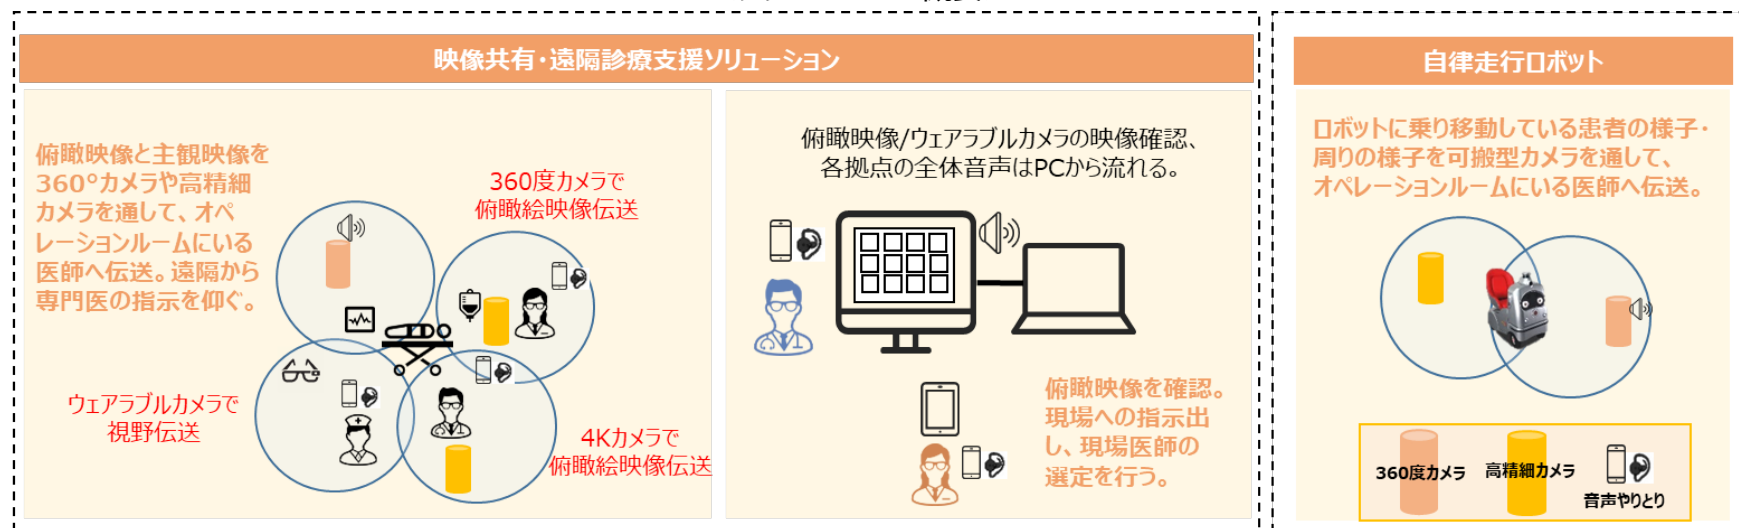 映像共有・遠隔診療支援ソリューション
俯瞰映像と主観映像を
360°カメラや高精細
カメラを通して、オペ
レーションルームにいる
医師へ伝送。遠隔から
専門医の指示を仰ぐ。
360度カメラで
俯瞰絵映像伝送
ウェアラブルカメラで
視野伝送
4Kカメラで
俯瞰絵映像伝送
俯瞰映像/ウェアラブルカメラの映像確認、
各拠点の全体音声はPCから流れる。
俯瞰映像を確認。
現場への指示出
し、現場医師の
選定を行う。
自律走行ロボット
ロボットに乗り移動している患者の様子・
周りの様子を可搬型カメラを通して、
オペレーションルームにいる医師へ伝送。
360度カメラ
高精細カメラ
音声やりとり